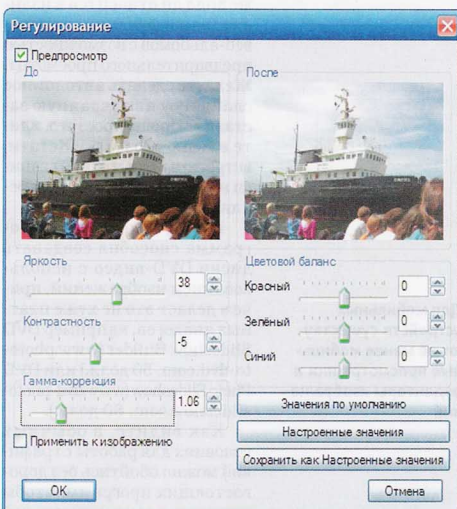 Регулирование
Предпросмотр
До
После
Яркость
38
Контрастность
-5
Гамма-коррекция
1.06
Применить к изображению
Цветовой баланс
Красный
0
Зелёный
0
Синий
0
Значения по умолчанию
Настроенные значения
Сохранить как Настроенные значения
OK
Отмена